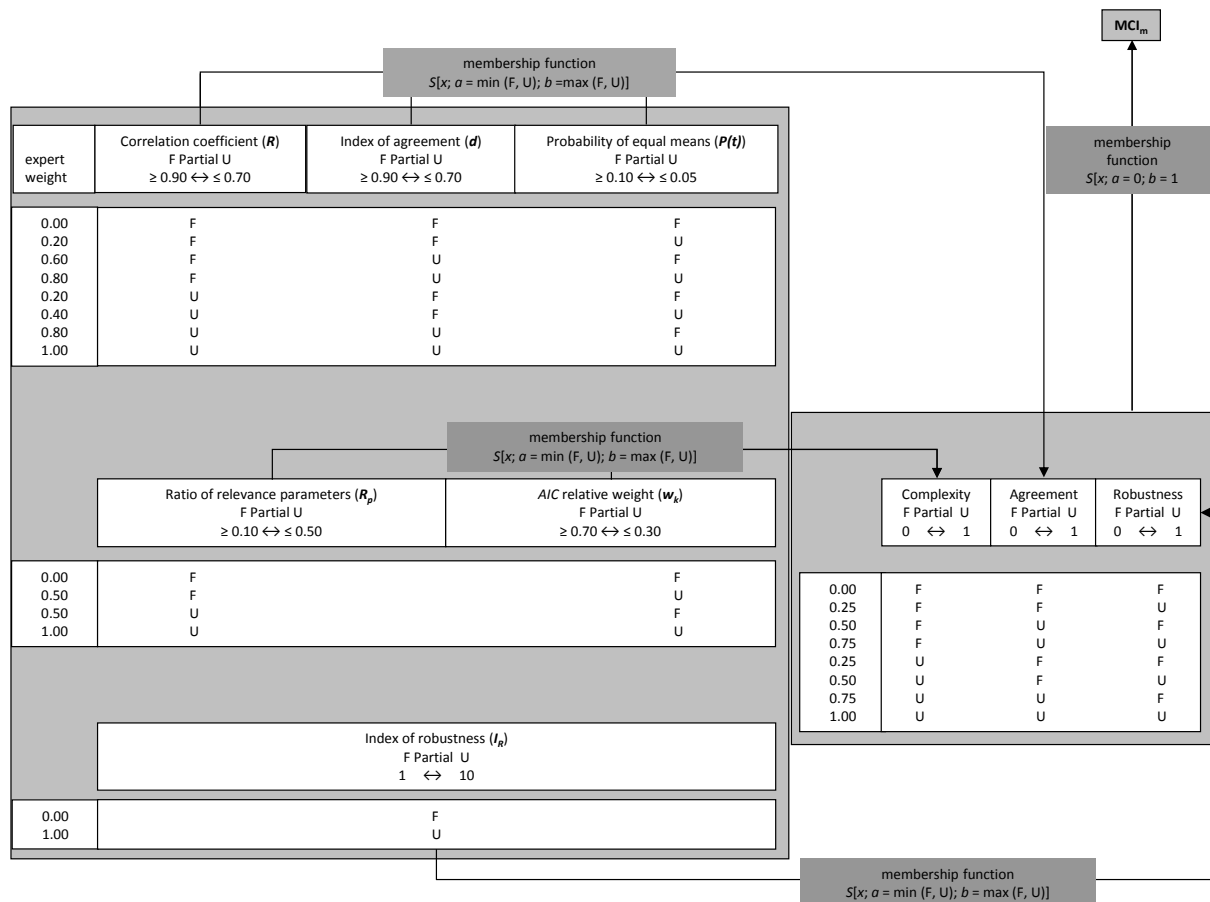 MCIm
membership function
S[x; a = min (F, U); b =max (F, U)]
membership
function
S[x; a = 0; b = 1
expert
weight
Correlation coefficient (R)
F Partial U
≥ 0.90 ↔ ≤ 0.70
Index of agreement (d)
F Partial U
≥ 0.90 ↔ ≤ 0.70
Probability of equal means (P(t))
F Partial U
≥ 0.10 ↔ ≤ 0.05
0.00 F F F
0.20 F F U
0.60 F U F
0.80 F U U
0.20 U F F
0.40 U F U
0.80 U U F
1.00 U U U
membership function
S[x; a = min (F, U); b = max (F, U)]
Ratio of relevance parameters (Rp)
F Partial U
≥ 0.10 ↔ ≤ 0.50
AIC relative weight (wk)
F Partial U
≥ 0.70 ↔ ≤ 0.30
0.00 F F
0.50 F U
0.50 U F
1.00 U U
Complexity
F Partial U
0 ↔ 1
Agreement
F Partial U
0 ↔ 1
Robustness
F Partial U
0 ↔ 1
0.00 F F F
0.25 F F U
0.50 F U F
0.75 F U U
0.25 U F F
0.50 U F U
0.75 U U F
1.00 U U U
Index of robustness (IR)
F Partial U
1 ↔ 10
0.00 F
1.00 U
membership function
S[x; a = min (F, U); b = max (F, U)]